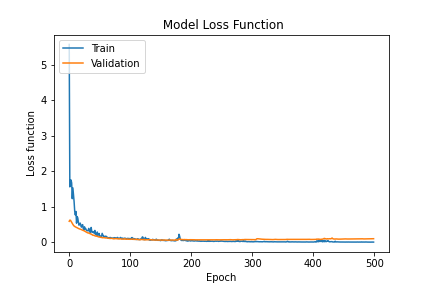 Model Loss Function
Train
Validation
Loss function
5
4
3
2
1
0
0 100 200 300 400 500
Epoch